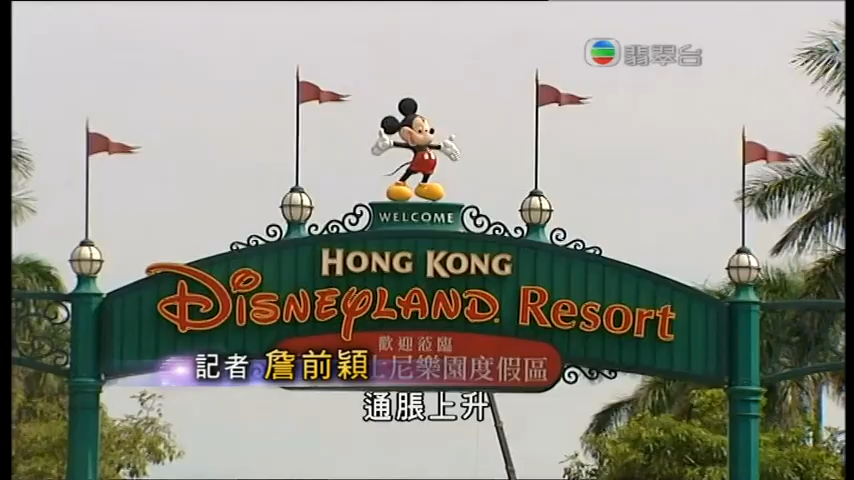 翡翠台
WELCOME
HONG KONG
DISNEYLAND RESORT
歡迎蒞臨
士尼樂園度假區
記者 詹前穎
通脹上升